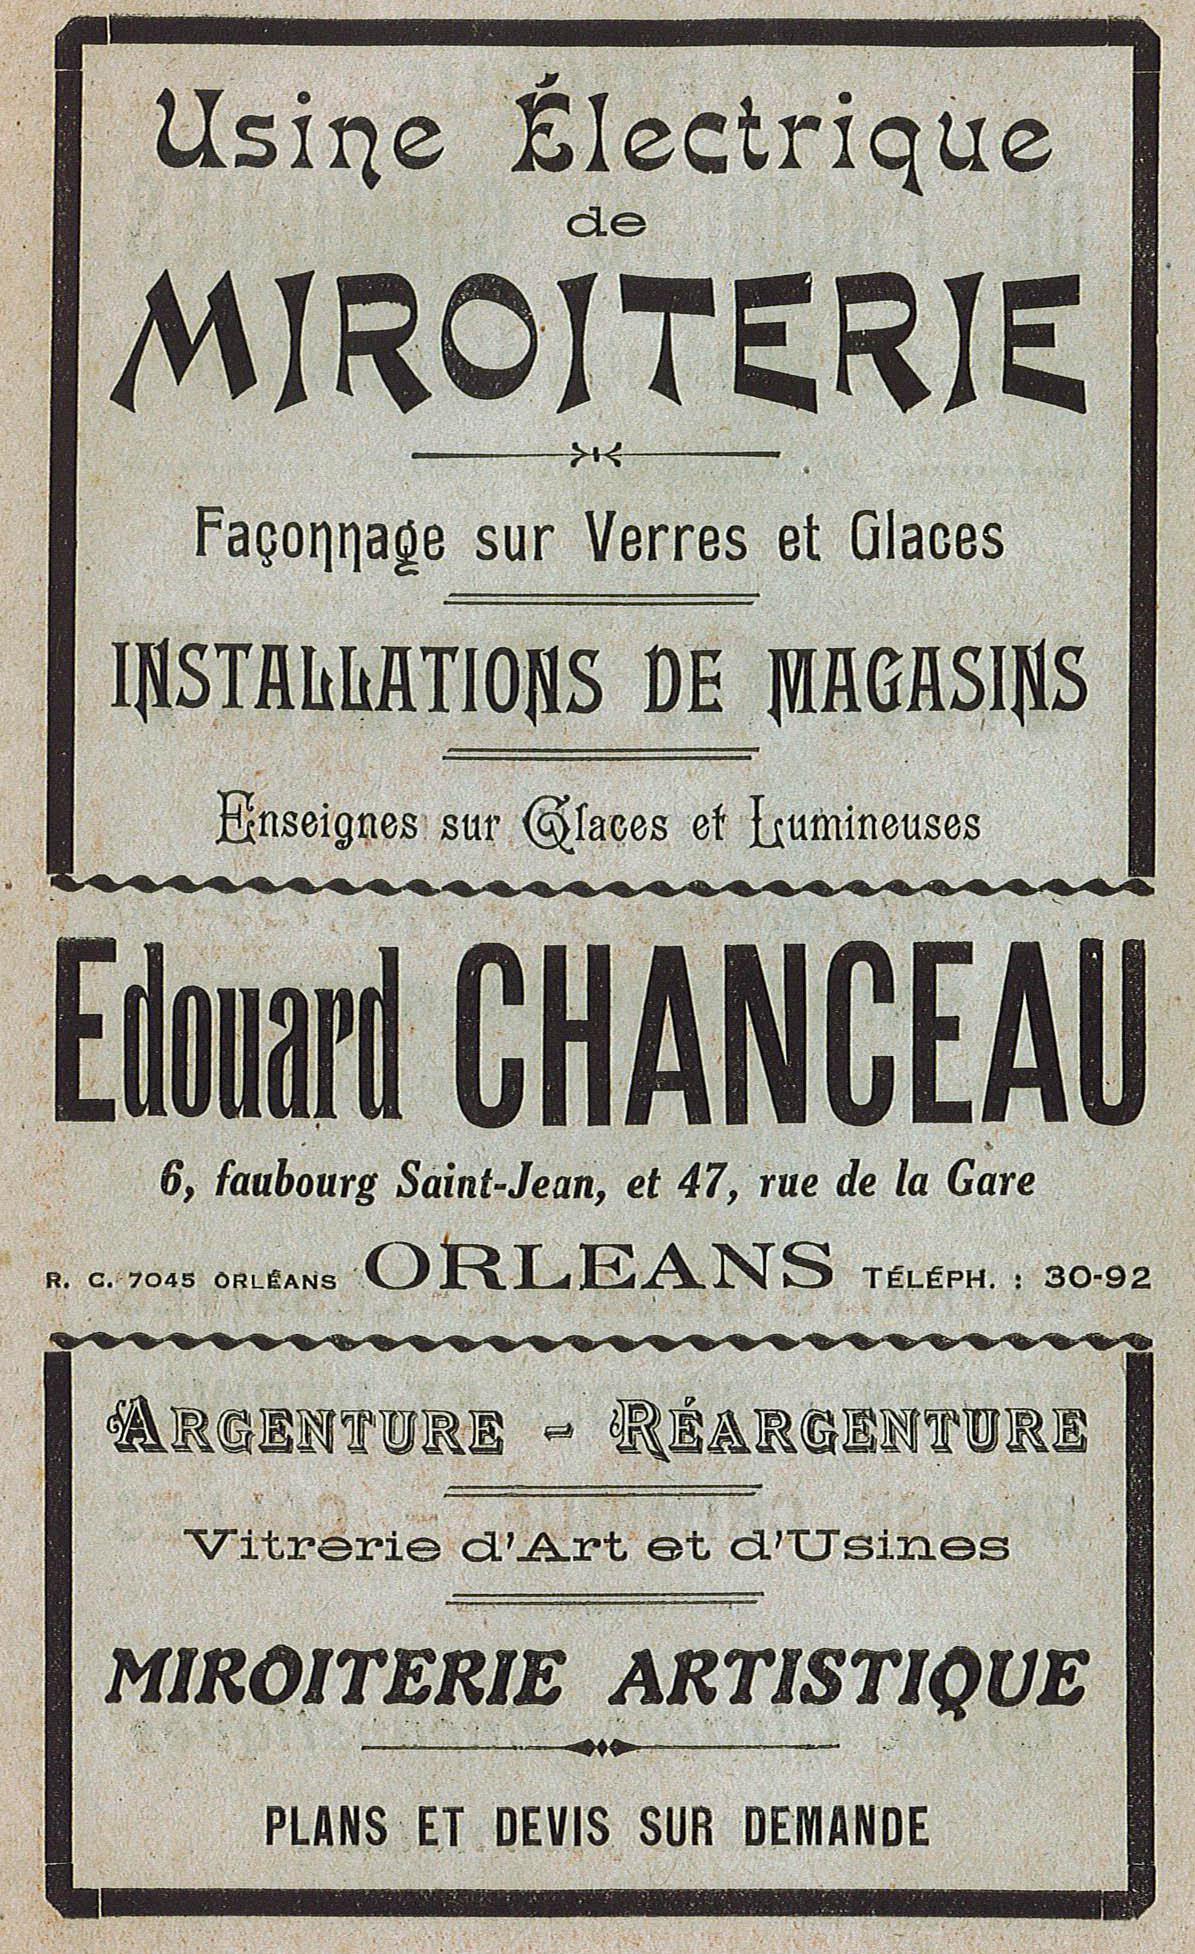 Usine Électrique
de
MIROITERIE
Façonnage sur Verres et Glaces
INSTALLATIONS DE MAGASINS
Enseignes sur Glaces et Lumineuses
Edouard CHANCEAU
6, faubourg Saint-Jean, et 47, rue de la Gare
R. C. 7045 ORLÉANS ORLEANS TÉLÉPH. : 30-92
ARGENTURE - RÉARGENTURE
Vitrerie d'Art et d'Usines
MIROITERIE ARTISTIQUE
PLANS ET DEVIS SUR DEMANDE